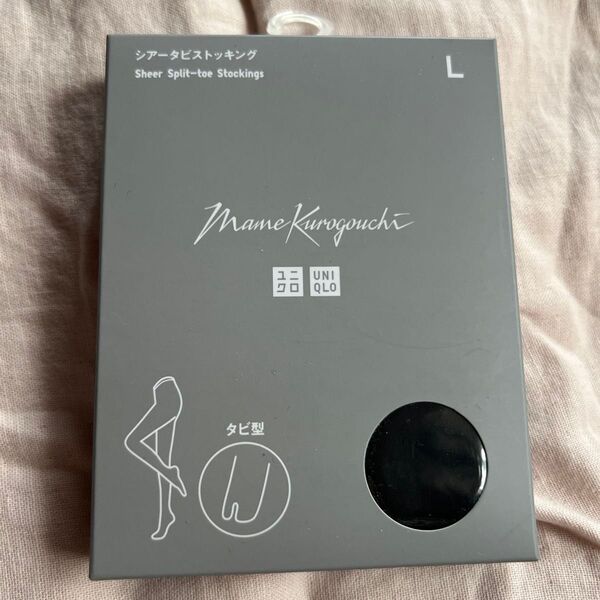 シアータビストッキング
Sheer Split-toe Stockings
L
Mame Kurogouchi
ユニ
クロ
UNI
QLO
タビ型